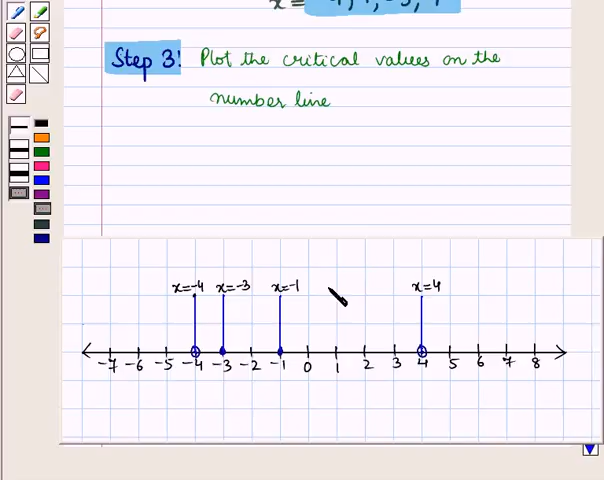 x =
Step 3: Plot the critical values on the
number line
x=-4 x=-3 x=-1 x=4
-7 -6 -5 -4 -3 -2 -1 0 1 2 3 4 5 6 7 8